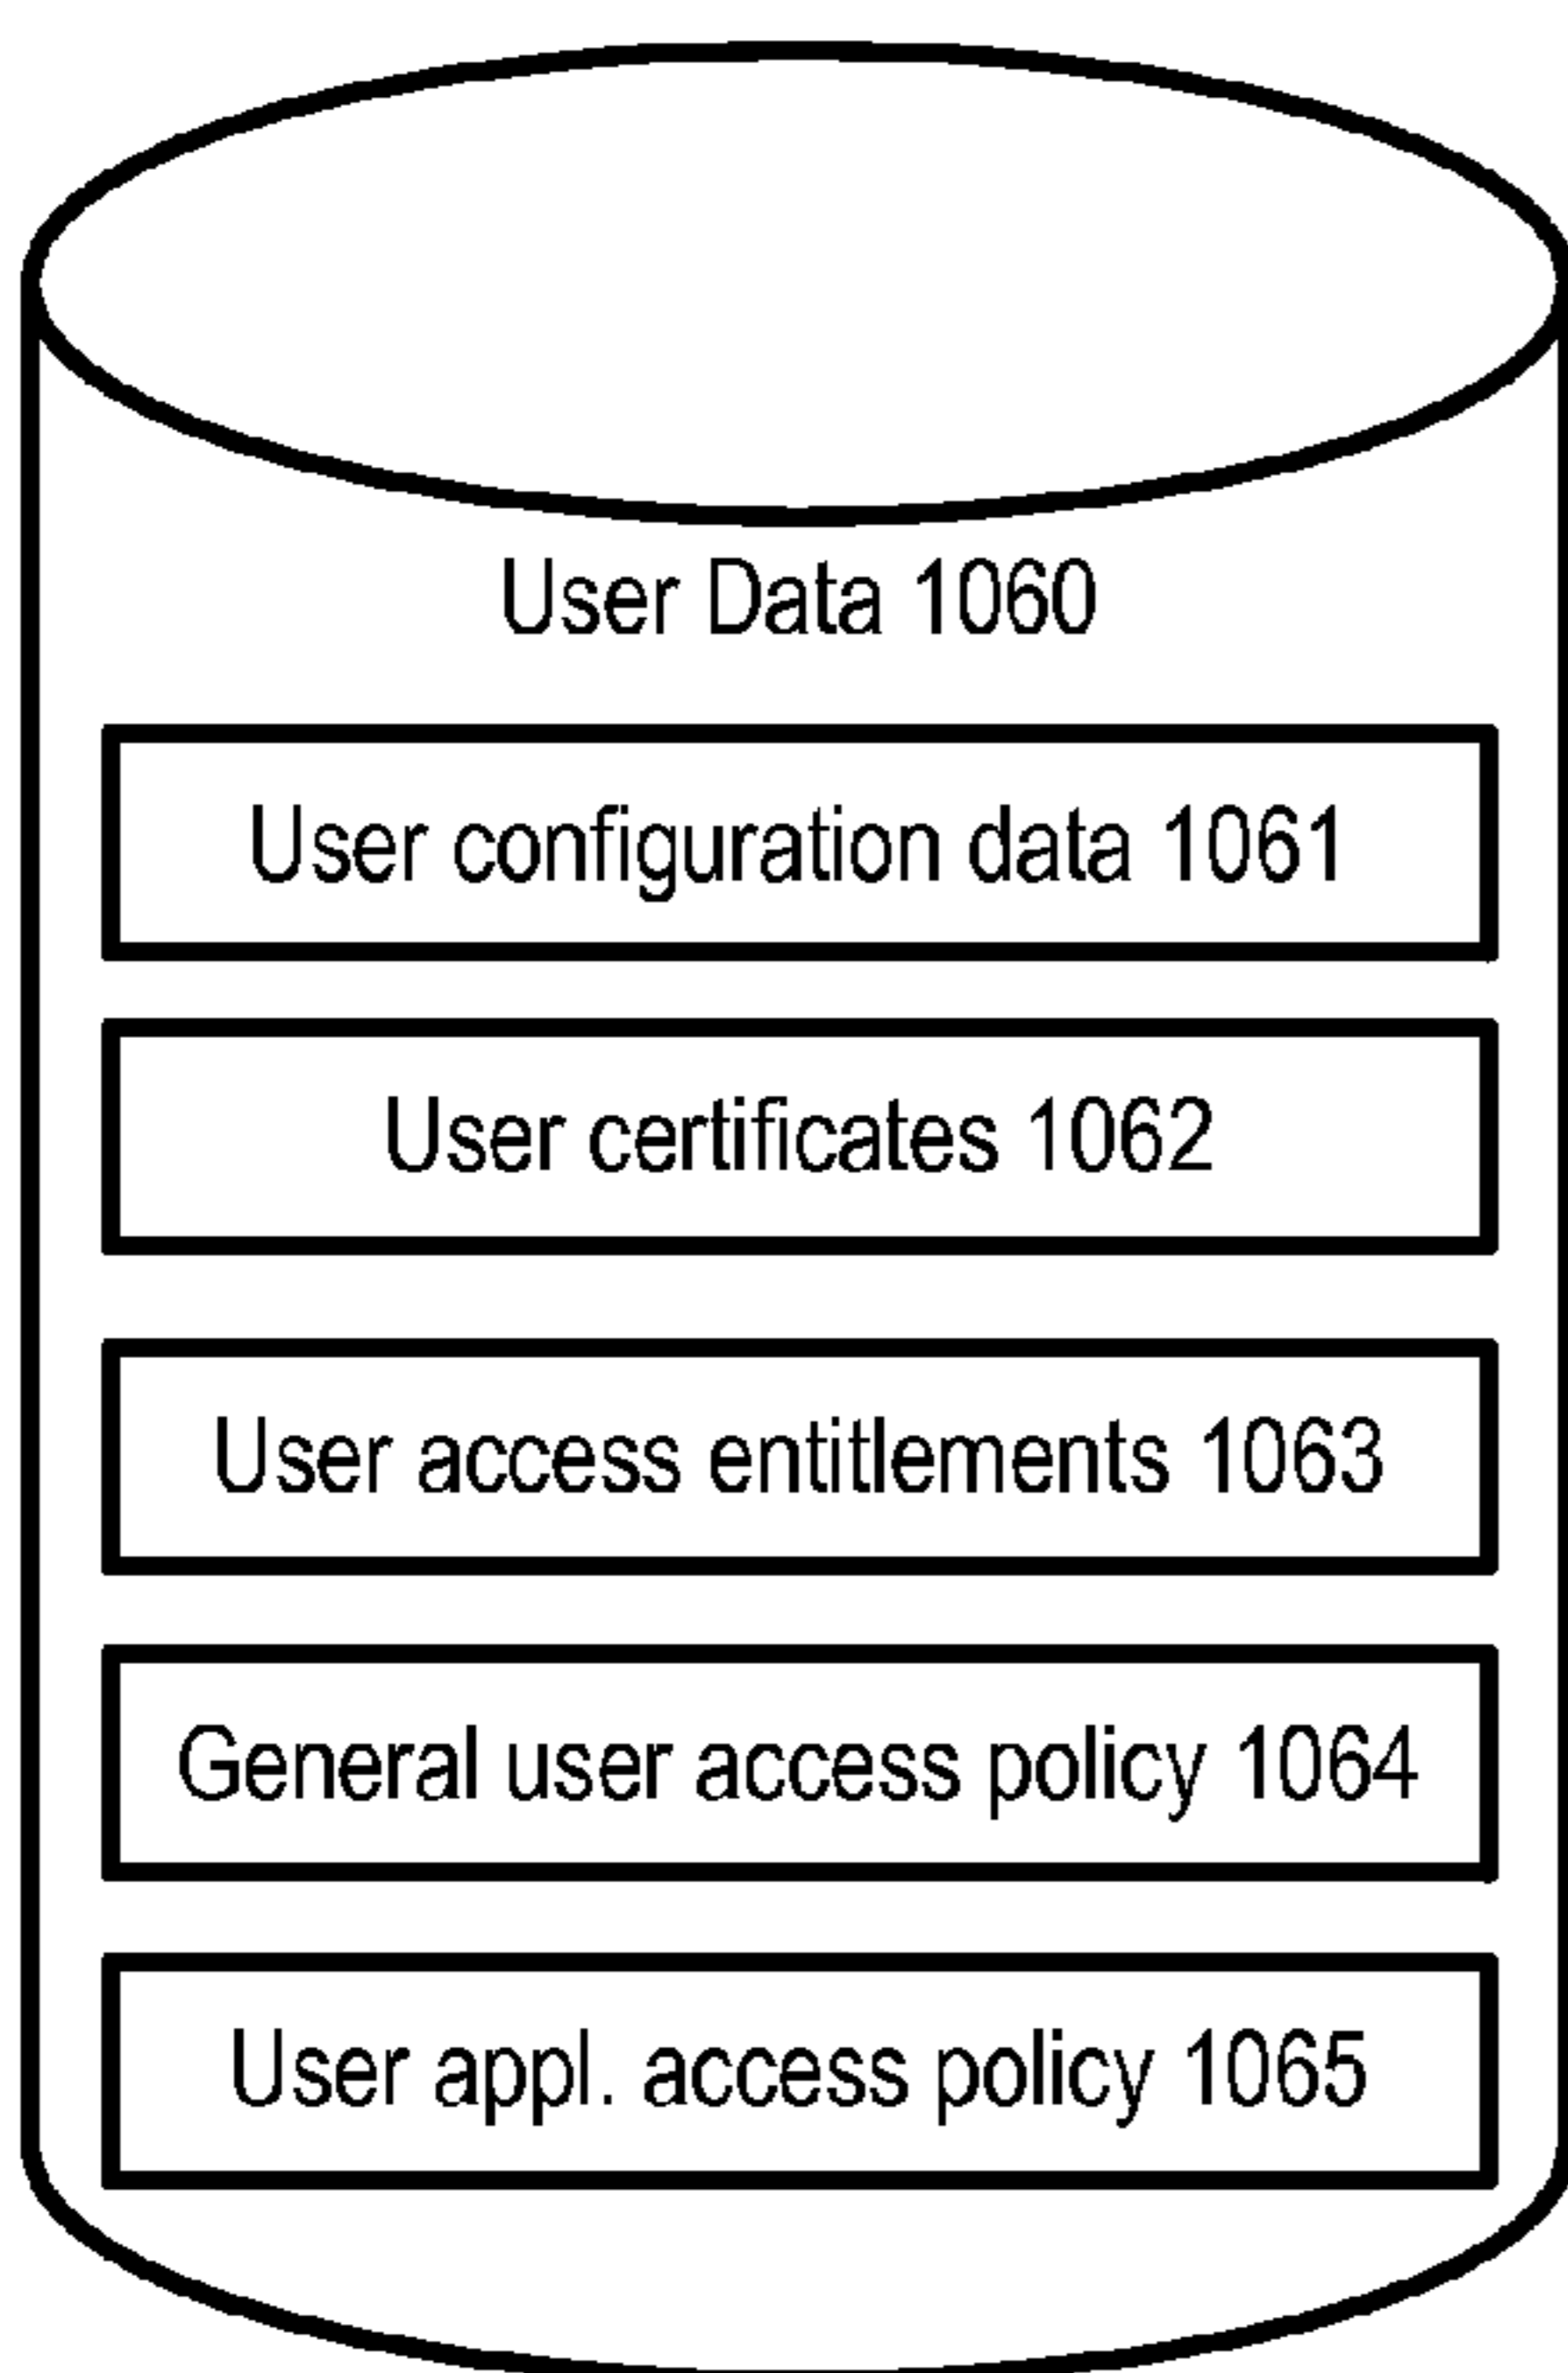 User Data 1060
User configuration data 1061
User certificates 1062
User access entitlements 1063
General user access policy 1064
User appl. access policy 1065